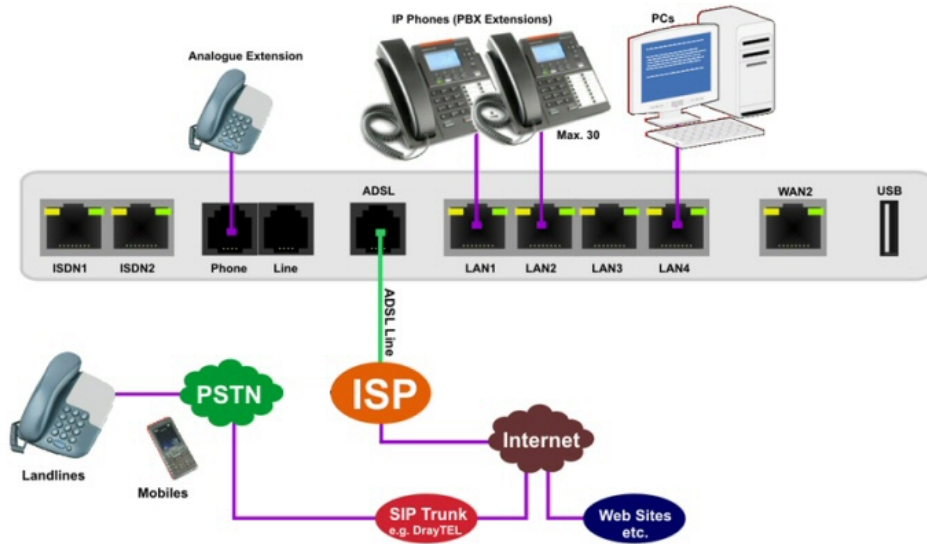 IP Phones (PBX Extensions)
PCs
Analogue Extension
Max. 30
ADSL
WAN2
USB
ISDN1
ISDN2
Phone
Line
LAN1
LAN2
LAN3
LAN4
ADSL Line
ISP
PSTN
Internet
Landlines
Mobiles
SIP Trunk
e.g. DrayTEL
Web Sites
etc.